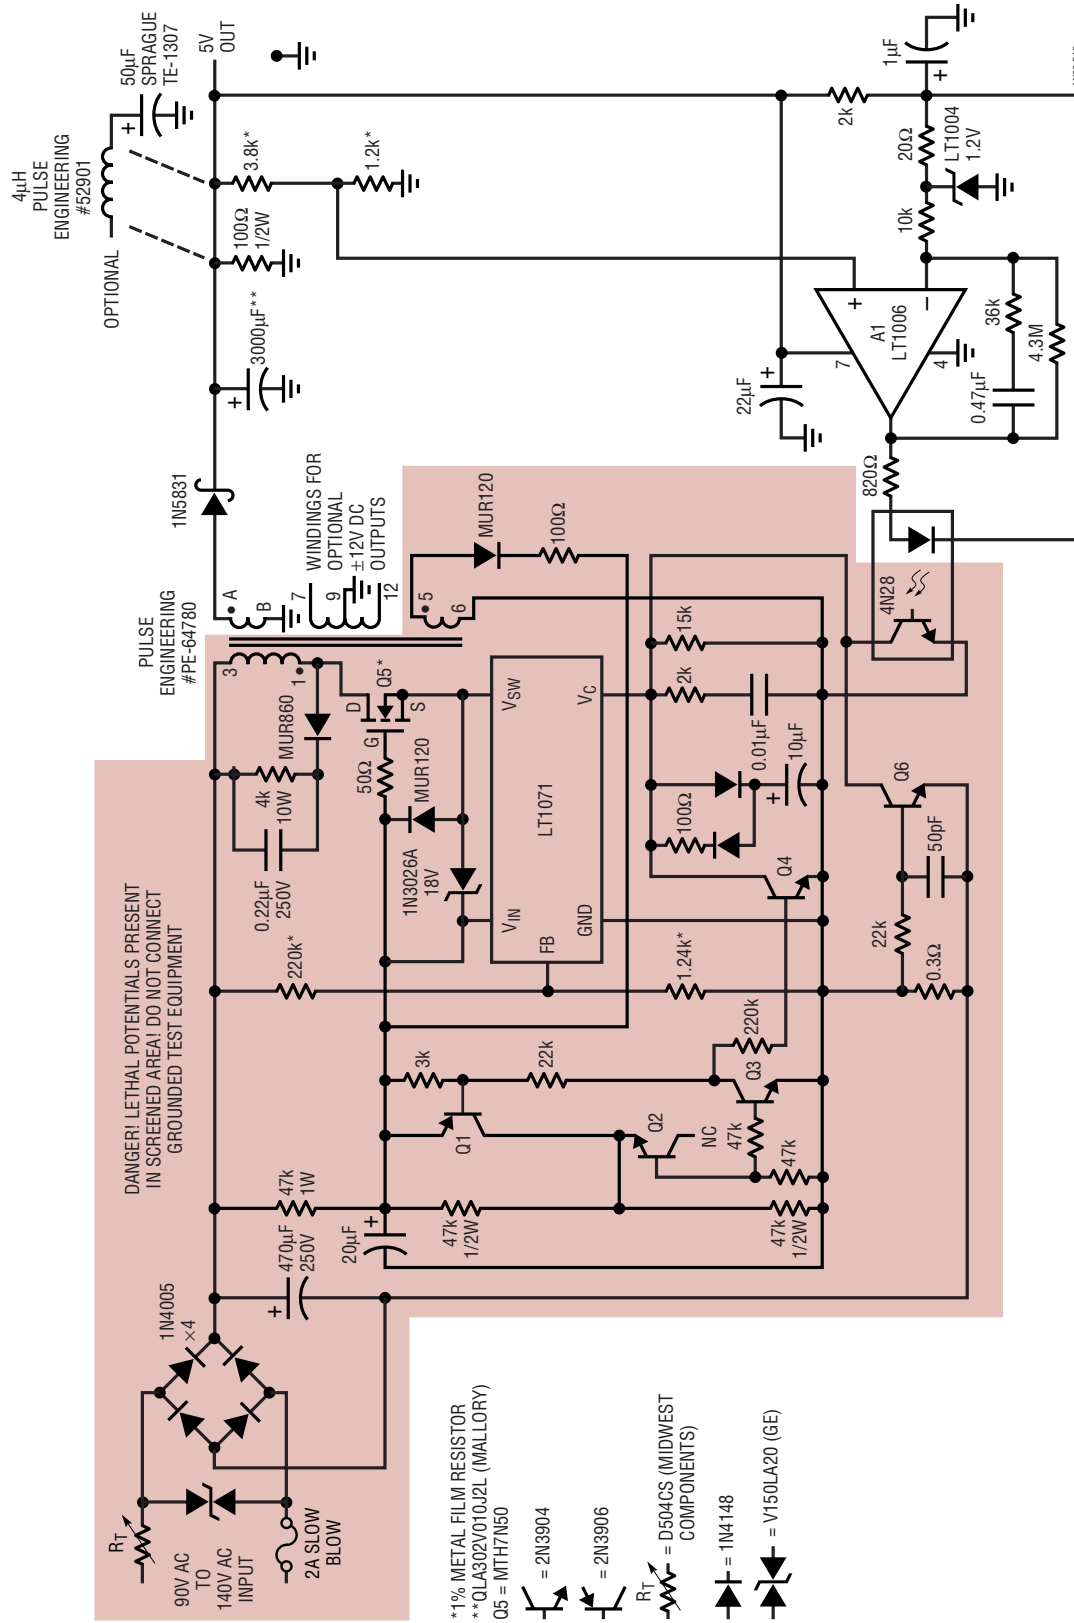 DANGER! LETHAL POTENTIALS PRESENT
IN SCREENED AREA! DO NOT CONNECT
GROUNDED TEST EQUIPMENT
RT
90V AC
TO
140V AC
INPUT
2A SLOW
BLOW
1N4005
×4
470µF
250V
+
47k
1W
220k*
0.22µF
250V
4k
10W
MUR860
3
1
PULSE
ENGINEERING
#PE-64780
A
B
7
9
12
WINDINGS FOR
OPTIONAL
±12V DC
OUTPUTS
1N5831
3000µF**
+
OPTIONAL
4µH
PULSE
ENGINEERING
#52901
50µF
SPRAGUE
TE-1307
+
5V
OUT
100Ω
1/2W
3.8k*
1.2k*
20µF
+
47k
1/2W
3k
Q1
22k
1N3026A
18V
MUR120
50Ω
G
D
S
Q5*
5
6
MUR120
100Ω
VIN
VSW
LT1071
FB
GND
VC
Q2
NC
47k
47k
47k
1/2W
Q3
220k
1.24k*
Q4
100Ω
+
10µF
0.01µF
2k
15k
22k
0.3Ω
50pF
Q6
4N28
820Ω
22µF
+
7
4
A1
LT1006
+
–
0.47µF
36k
4.3M
10k
20Ω
LT1004
1.2V
2k
1µF
+
*1% METAL FILM RESISTOR
**QLA302V010J2L (MALLORY)
Q5 = MTH7N50
= 2N3904
= 2N3906
RT = D504CS (MIDWEST
COMPONENTS)
= 1N4148
= V150LA20 (GE)